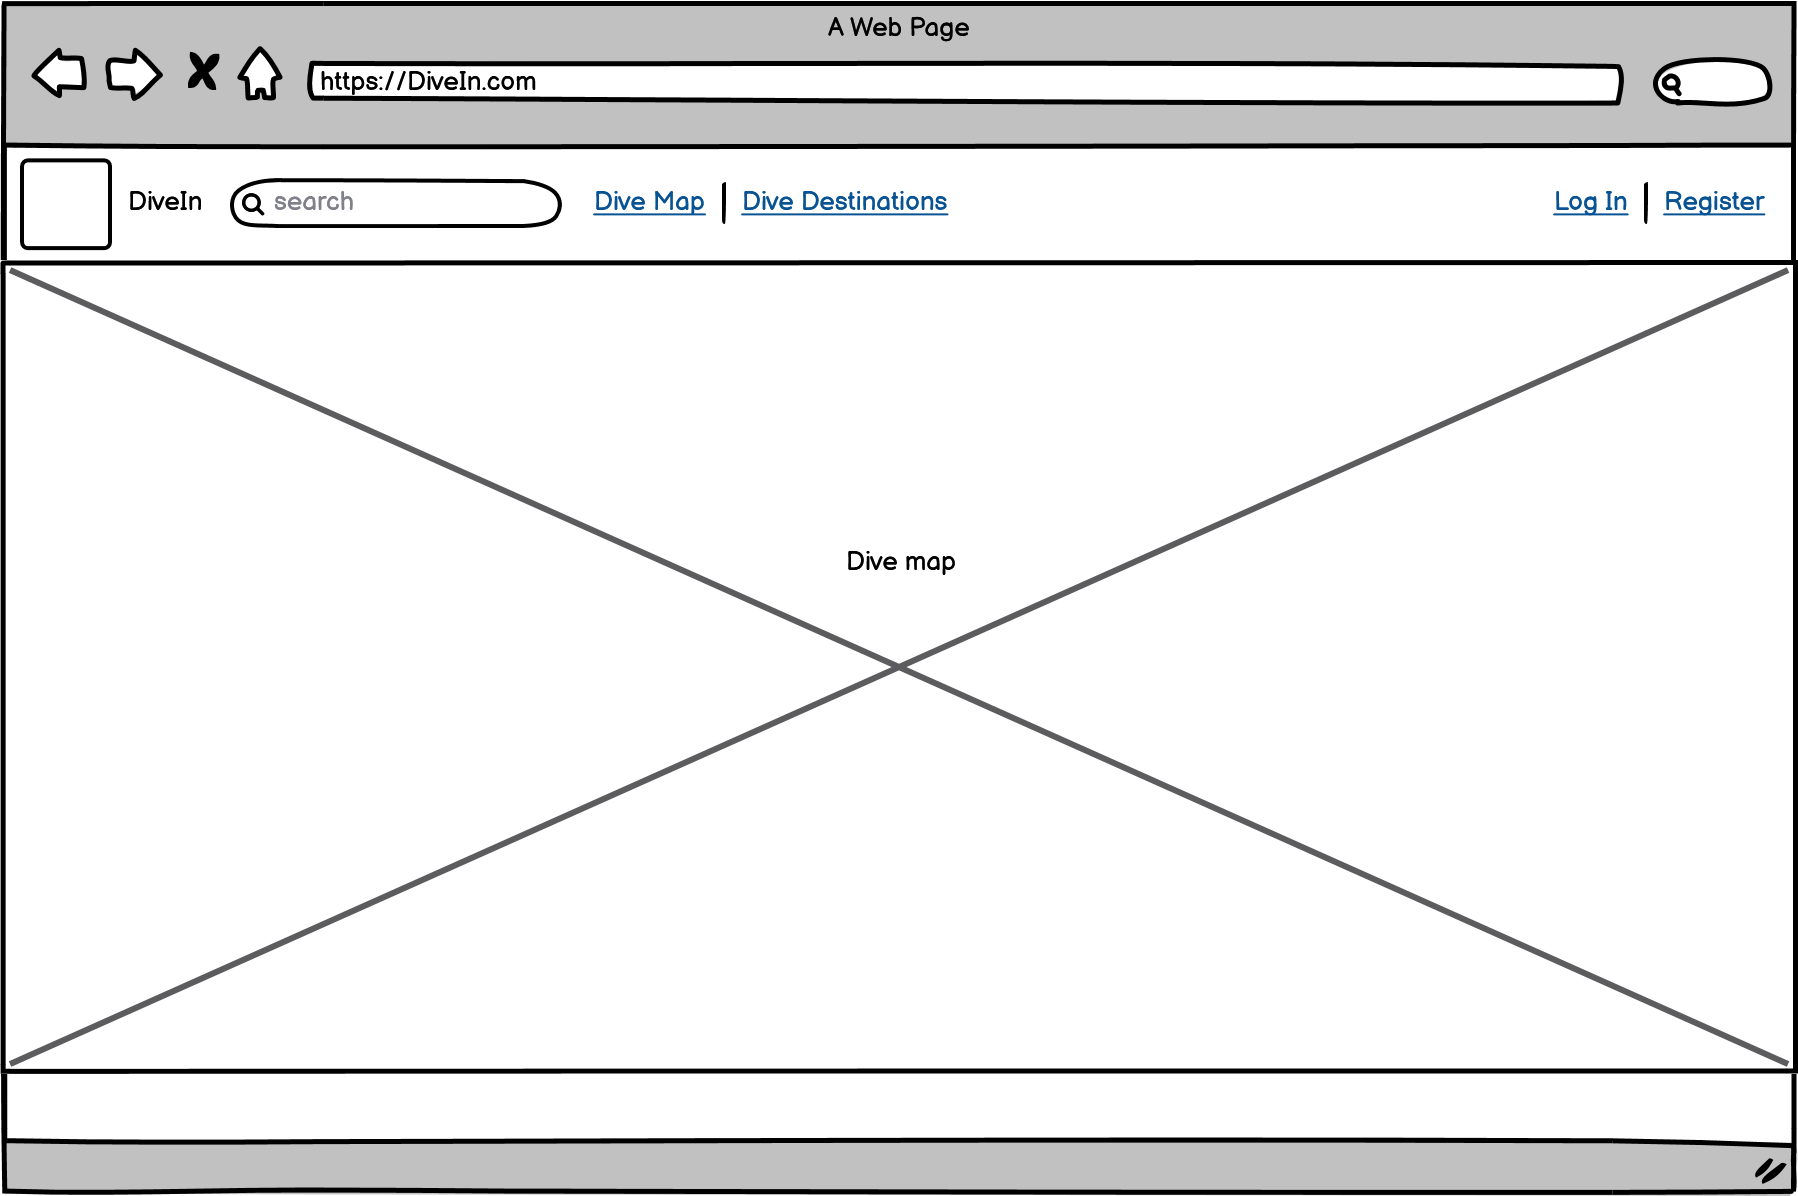 A Web Page
https://DiveIn.com
DiveIn
search
Dive Map
Dive Destinations
Log In
Register
Dive map